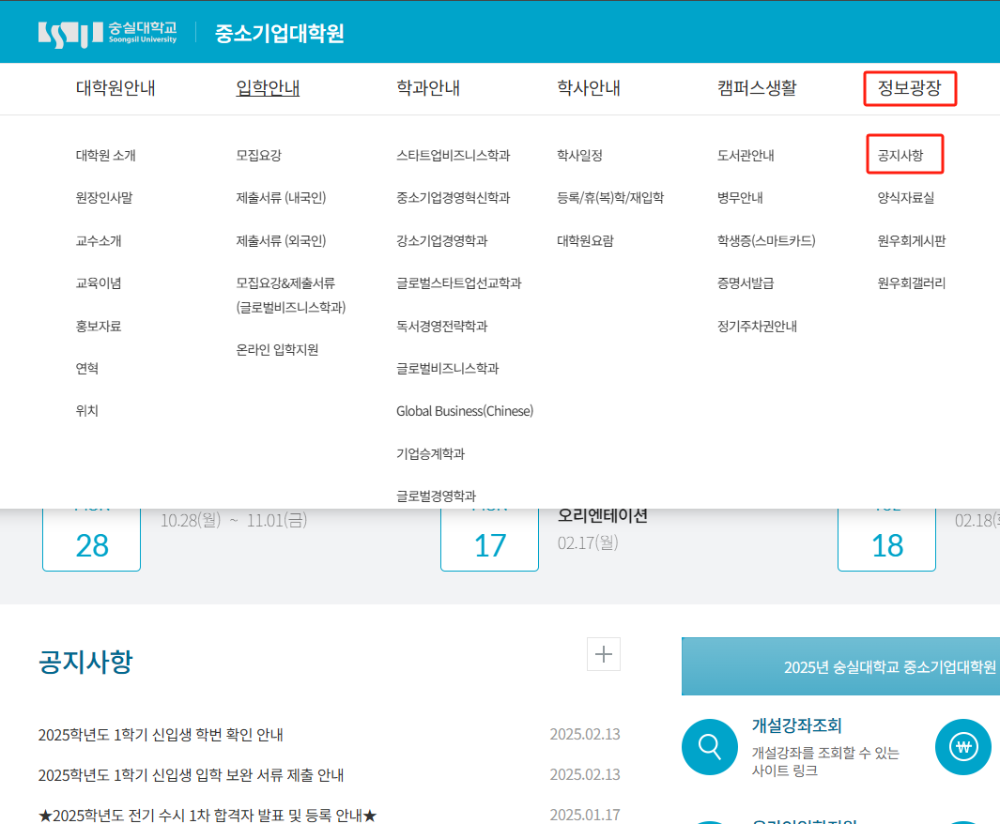 숭실대학교
Soongsil University
중소기업대학원
대학원안내
입학안내
학과안내
학사안내
캠퍼스생활
정보광장
대학원 소개
원장인사말
교수소개
교육이념
홍보자료
연혁
위치
모집요강
제출서류 (내국인)
제출서류 (외국인)
모집요강&제출서류
(글로벌비즈니스학과)
온라인 입학지원
스타트업비즈니스학과
중소기업경영혁신학과
강소기업경영학과
글로벌스타트업선교학과
독서경영전략학과
글로벌비즈니스학과
Global Business(Chinese)
기업승계학과
글로벌경영학과
학사일정
등록/휴(복)학/재입학
대학원요람
도서관안내
병무안내
학생증(스마트카드)
증명서발급
정기주차권안내
공지사항
양식자료실
원우회게시판
원우회갤러리
28
10.28(월) ~ 11.01(금)
17
오리엔테이션
02.17(월)
18
02.18(
공지사항
2025학년도 1학기 신입생 학번 확인 안내 2025.02.13
2025학년도 1학기 신입생 입학 보완 서류 제출 안내 2025.02.13
★2025학년도 전기 수시 1차 합격자 발표 및 등록 안내★ 2025.01.17
2025년 숭실대학교 중소기업대학원
개설강좌조회
개설강좌를 조회할 수 있는
사이트 링크